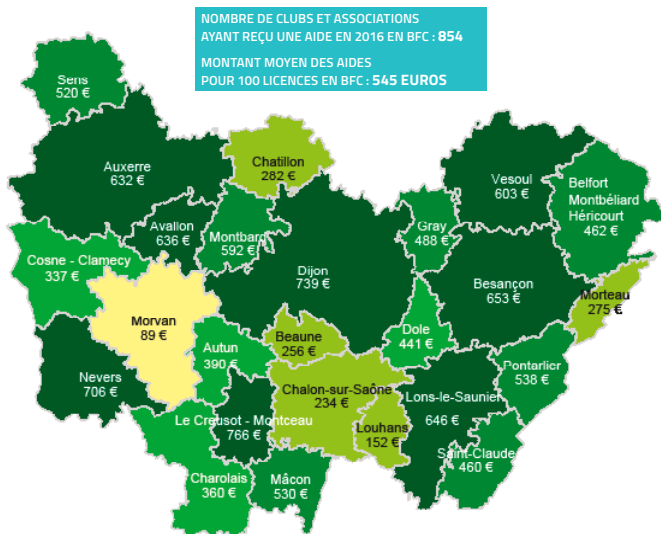 NOMBRE DE CLUBS ET ASSOCIATIONS
AYANT REÇU UNE AIDE EN 2016 EN BFC : 854
MONTANT MOYEN DES AIDES
POUR 100 LICENCES EN BFC : 545 EUROS
Sens
520 €
Auxerre
632 €
Chatillon
282 €
Vesoul
603 €
Belfort
Montbéliard
Héricourt
462 €
Avallon
636 €
Montbard
592 €
Gray
488 €
Cosne - Clamecy
337 €
Dijon
739 €
Besançon
653 €
Morteau
275 €
Morvan
89 €
Beaune
256 €
Dole
441 €
Autun
390 €
Pontarlier
538 €
Nevers
706 €
Chalon-sur-Saône
234 €
Lons-le-Saunier
646 €
Le Creusot - Montceau
766 €
Louhans
152 €
Saint-Claude
460 €
Charolais
360 €
Mâcon
530 €